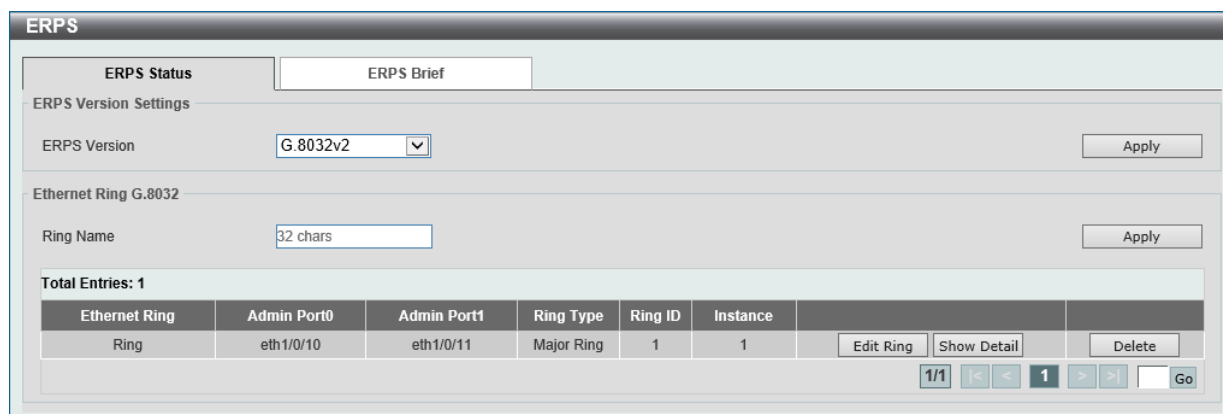 ERPS
ERPS Status ERPS Brief
ERPS Version Settings
ERPS Version G.8032v2 Apply
Ethernet Ring G.8032
Ring Name 32 chars Apply
Total Entries: 1
Ethernet Ring Admin Port0 Admin Port1 Ring Type Ring ID Instance
Ring eth1/0/10 eth1/0/11 Major Ring 1 1 Edit Ring Show Detail Delete
1/1 |< < 1 > >| Go